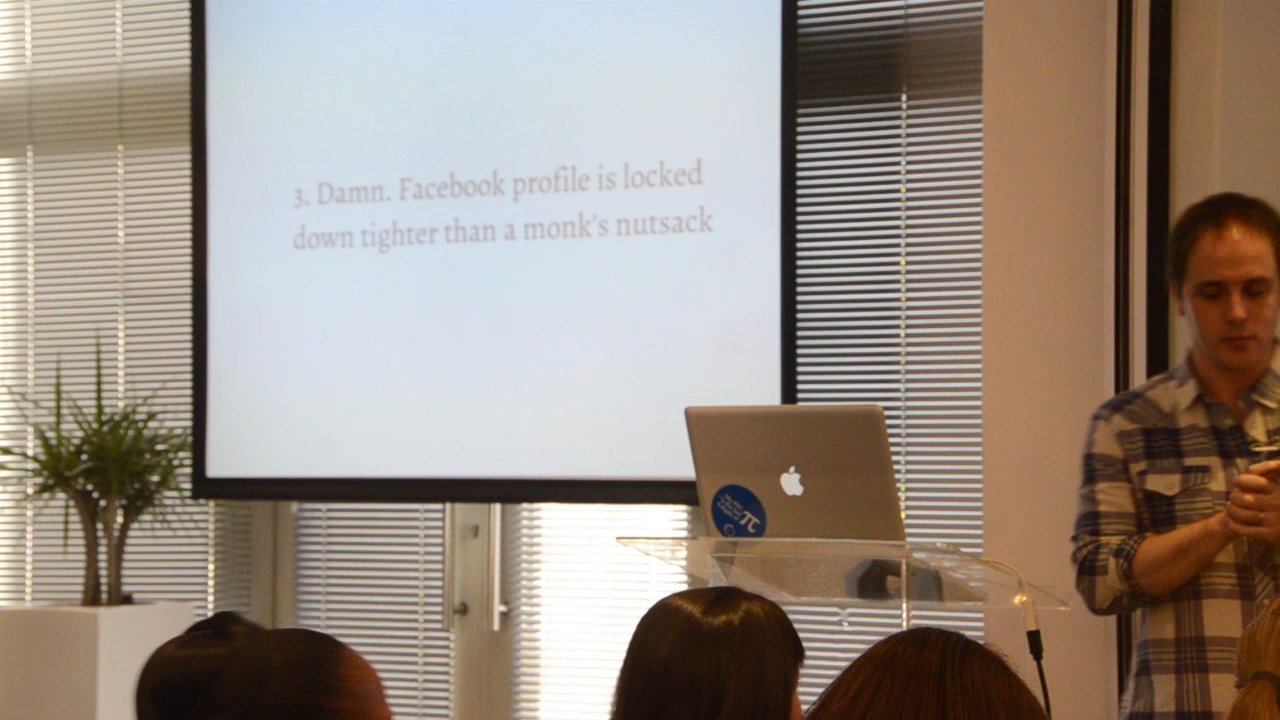 3. Damn. Facebook profile is locked
down tighter than a monk's nutsack
π